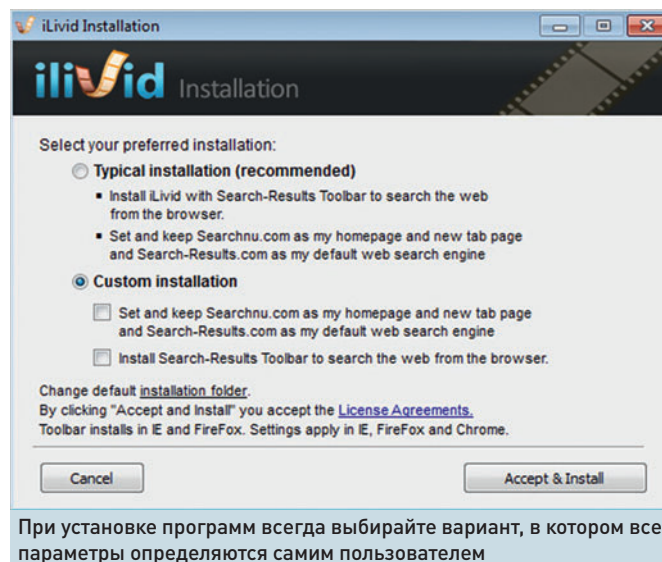 iLivid Installation
ilivid Installation
Select your preferred installation:
Typical installation (recommended)
Install iLivid with Search-Results Toolbar to search the web
from the browser.
Set and keep Searchnu.com as my homepage and new tab page
and Search-Results.com as my default web search engine
Custom installation
Set and keep Searchnu.com as my homepage and new tab page
and Search-Results.com as my default web search engine
Install Search-Results Toolbar to search the web from the browser.
Change default installation folder.
By clicking "Accept and Install" you accept the License Agreements.
Toolbar installs in IE and FireFox. Settings apply in IE, FireFox and Chrome.
Cancel
Accept & Install
При установке программ всегда выбирайте вариант, в котором все
параметры определяются самим пользователем